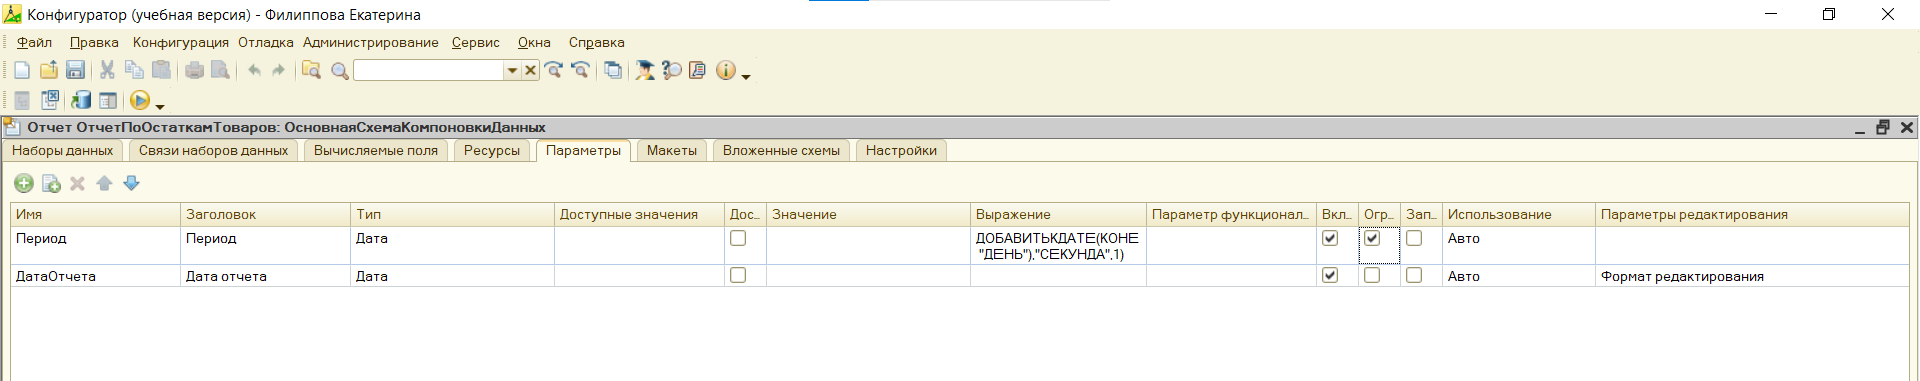 Конфигуратор (учебная версия) - Филиппова Екатерина
Файл Правка Конфигурация Отладка Администрирование Сервис Окна Справка
Отчет ОтчетПоОстаткамТоваров: ОсновнаяСхемаКомпоновкиДанных
Наборы данных Связи наборов данных Вычисляемые поля Ресурсы Параметры Макеты Вложенные схемы Настройки
Имя Заголовок Тип Доступные значения Дос... Значение Выражение Параметр функционал... Вкл... Огр... Зап... Использование Параметры редактирования
Период Период Дата ДОБАВИТЬКДАТЕ(КОНЕ Авто
"ДЕНЬ"),"СЕКУНДА",1)
ДатаОтчета Дата отчета Дата Авто Формат редактирования